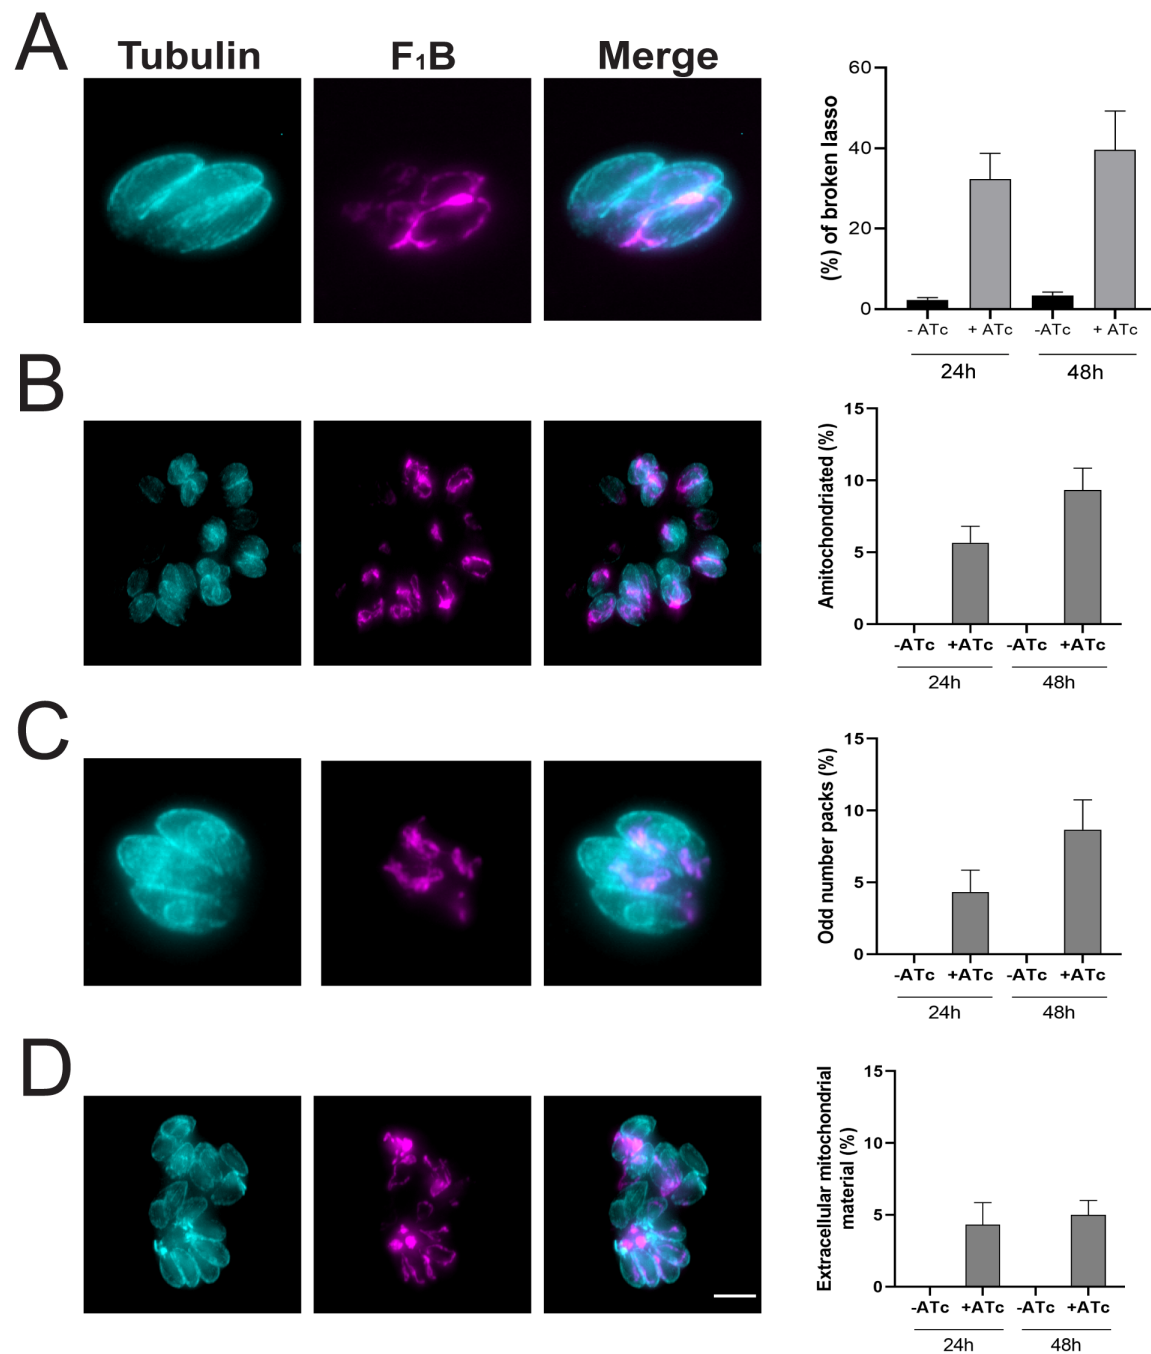 A
Tubulin F₁B Merge
(%) of broken lasso
60
40
20
0
- ATc + ATc -ATc + ATc
24h 48h
B
Amitochondriated (%)
15
10
5
0
-ATc +ATc -ATc +ATc
24h 48h
C
Odd number packs (%)
15
10
5
0
-ATc +ATc -ATc +ATc
24h 48h
D
Extracellular mitochondrial
material (%)
15
10
5
0
-ATc +ATc -ATc +ATc
24h 48h